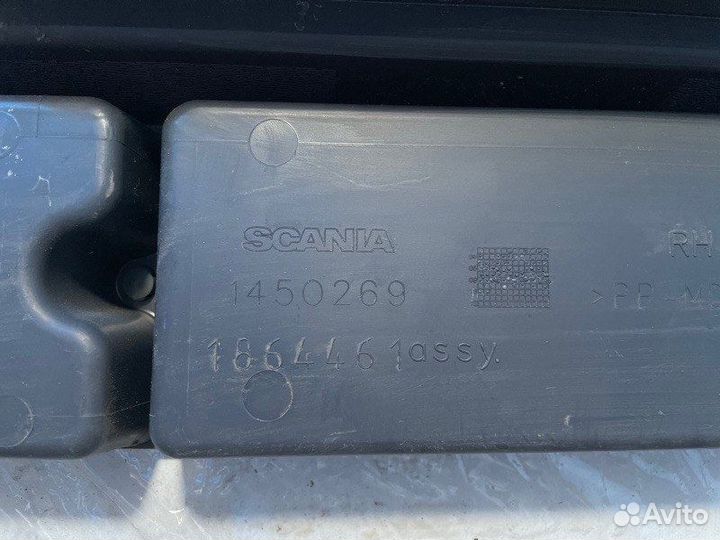 SCANIA
RH
1450269
>PP-M
1864461assy.
Avito